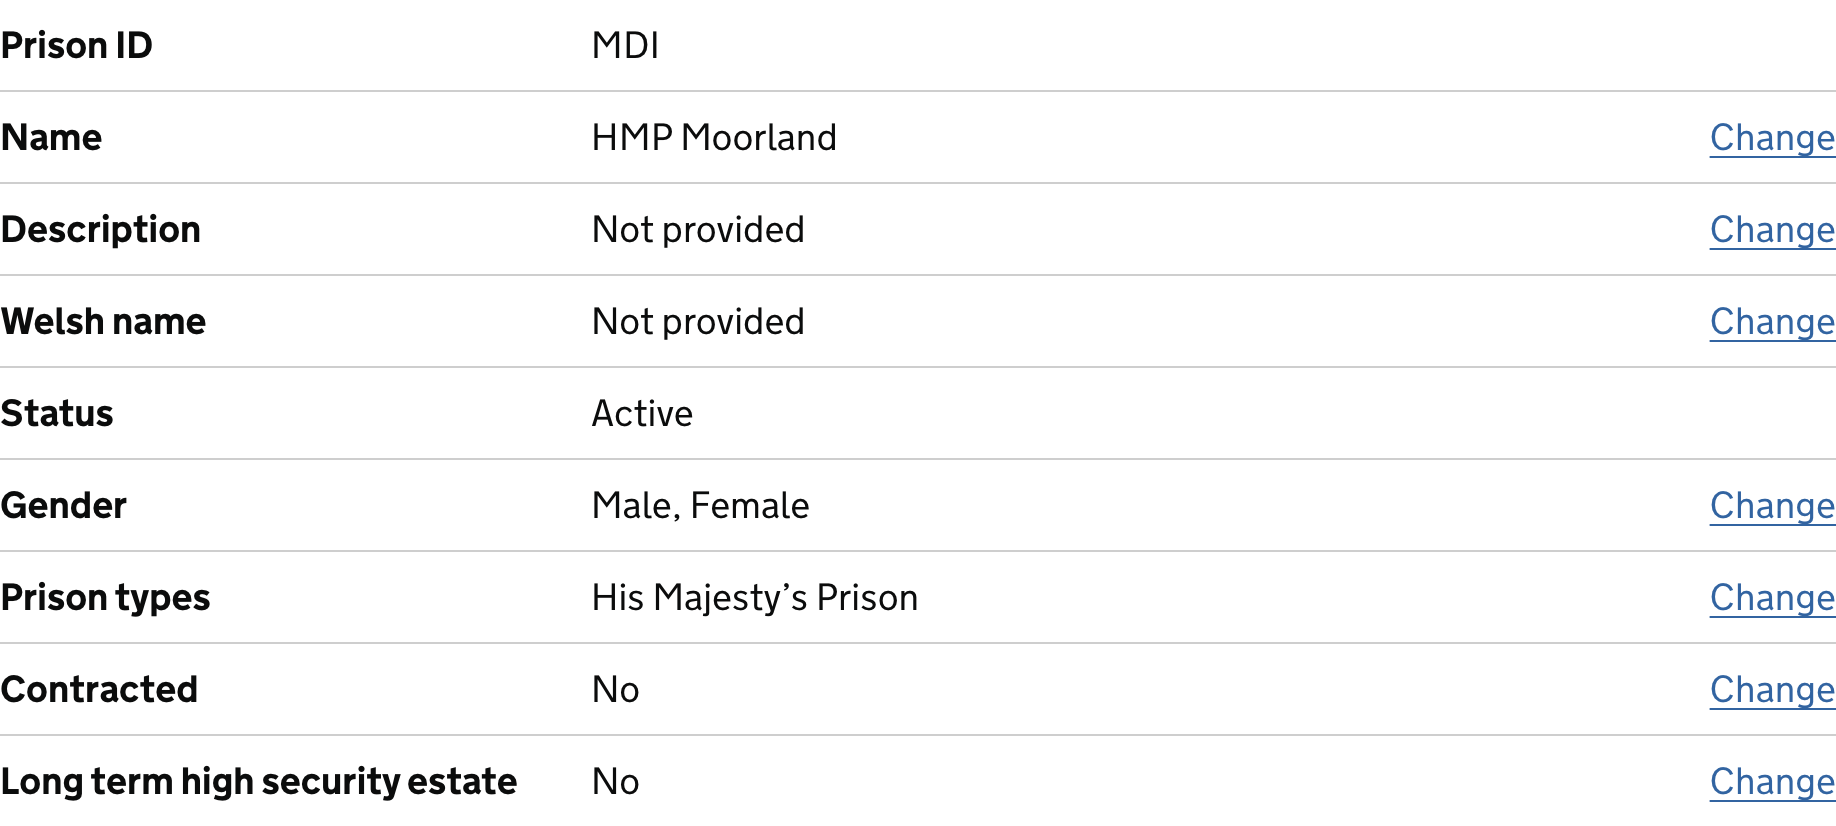 Prison ID MDI
Name HMP Moorland Change
Description Not provided Change
Welsh name Not provided Change
Status Active
Gender Male, Female Change
Prison types His Majesty’s Prison Change
Contracted No Change
Long term high security estate No Change